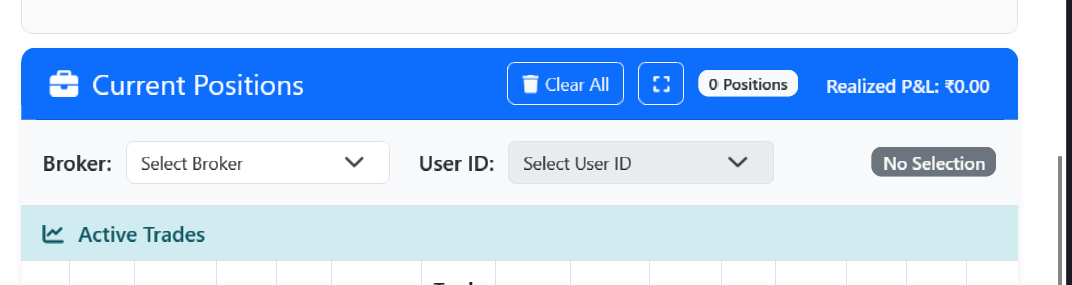 Current Positions
Clear All
0 Positions
Realized P&L: ₹0.00
Broker:
Select Broker
User ID:
Select User ID
No Selection
Active Trades